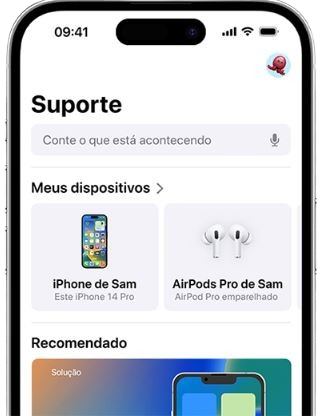 09:41
Suporte
Conte o que está acontecendo
Meus dispositivos
iPhone de Sam
Este iPhone 14 Pro
AirPods Pro de Sam
AirPod Pro emparelhado
Recomendado
Solução